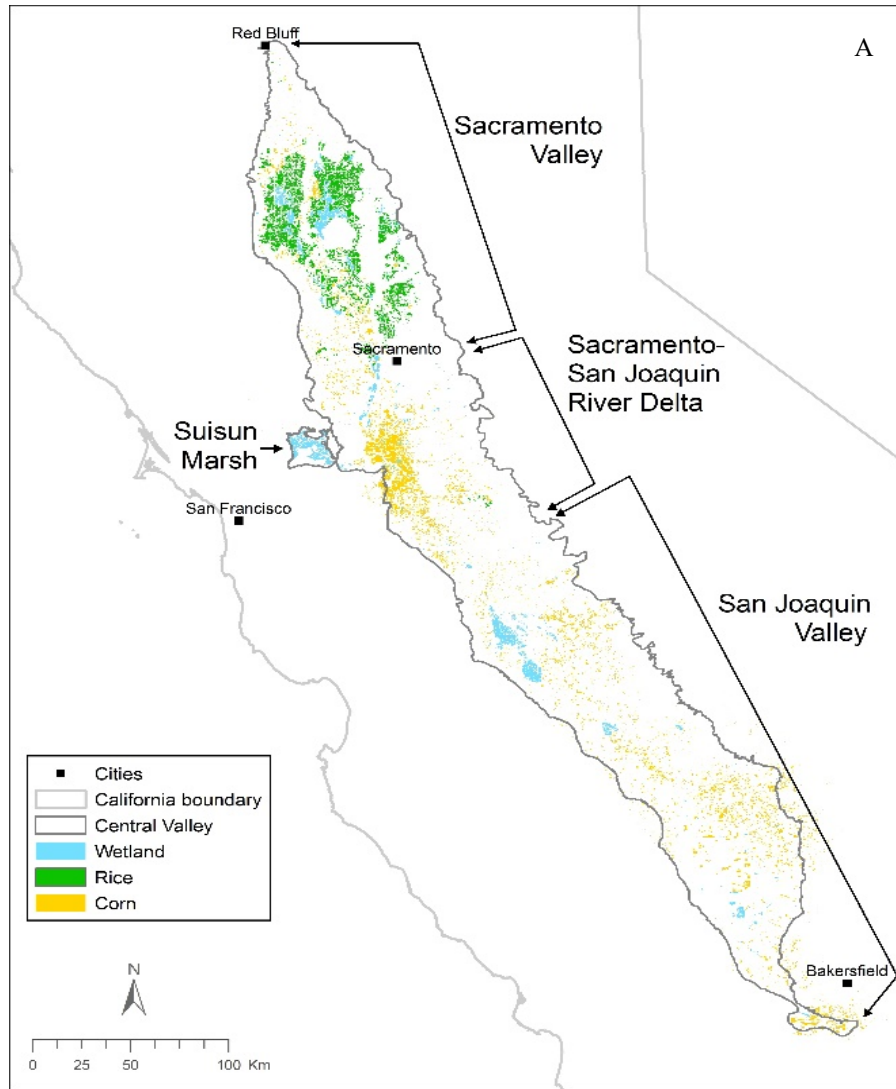 A
Red Bluff
Sacramento
Valley
Sacramento
Sacramento-
San Joaquin
River Delta
Suisun
Marsh
San Francisco
San Joaquin
Valley
Bakersfield
Cities
California boundary
Central Valley
Wetland
Rice
Corn
N
0 25 50 100 Km